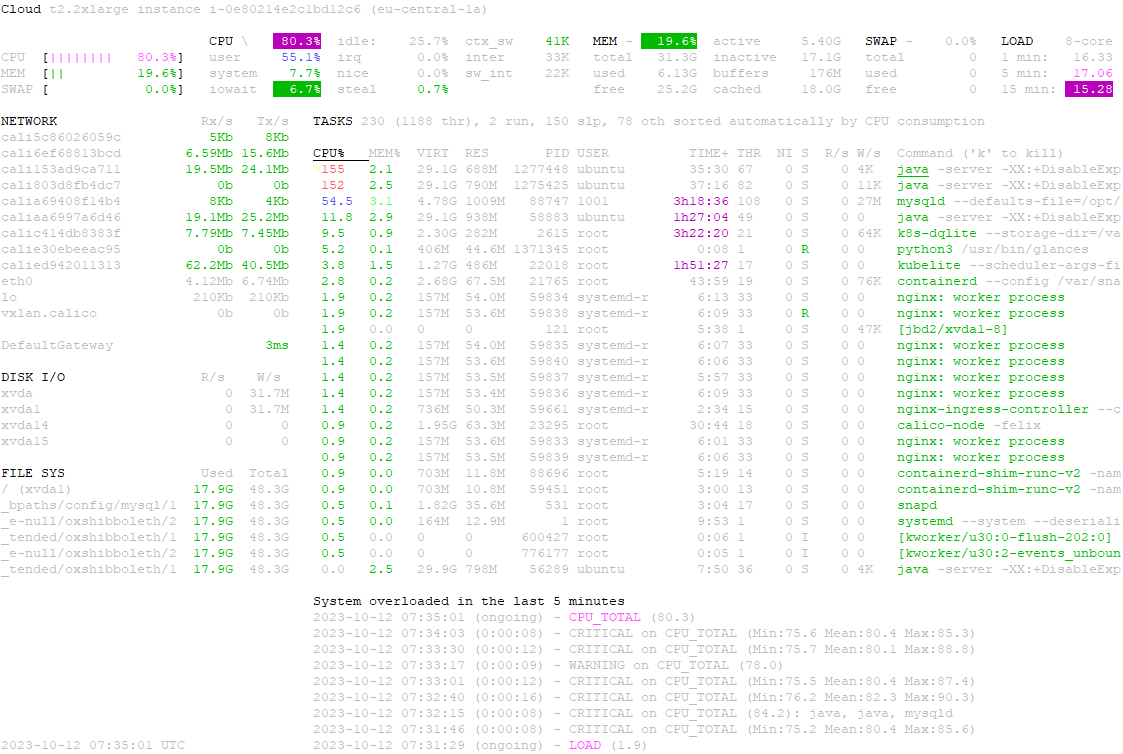 Cloud t2.2xlarge instance i-0e80214e2c1bd12c6 (eu-central-1a)
CPU \ 80.3% idle: 25.7% ctx_sw 41K MEM - 19.6% active 5.40G SWAP - 0.0% LOAD 8-core
CPU [|||||||| 80.3%] user 55.1% irq 0.0% inter 33K total 31.3G inactive 17.1G total 0 1 min: 16.33
MEM [|| 19.6%] system 7.7% nice 0.0% sw_int 22K used 6.13G buffers 176M used 0 5 min: 17.06
SWAP [ 0.0%] iowait 6.7% steal 0.7% free 25.2G cached 18.0G free 0 15 min: 15.28
NETWORK Rx/s Tx/s TASKS 230 (1188 thr), 2 run, 150 slp, 78 oth sorted automatically by CPU consumption
cali5c86026059c 5Kb 8Kb
cali6ef68813bcd 6.59Mb 15.6Mb CPU% MEM% VIRT RES PID USER TIME+ THR NI S R/s W/s Command ('k' to kill)
cali153ad9ca711 19.5Mb 24.1Mb >155 2.1 29.1G 688M 1277448 ubuntu 35:30 67 0 S 0 4K java -server -XX:+DisableExp
cali803d8fb4dc7 0b 0b 152 2.5 29.1G 790M 1275425 ubuntu 37:16 82 0 S 0 11K java -server -XX:+DisableExp
calia69408f14b4 8Kb 4Kb 54.5 3.1 4.78G 1009M 88747 1001 3h18:36 108 0 S 0 27M mysqld --defaults-file=/opt/
caliaa6997a6d46 19.1Mb 25.2Mb 11.8 2.9 29.1G 938M 58883 ubuntu 1h27:04 49 0 S 0 0 java -server -XX:+DisableExp
calic414db8383f 7.79Mb 7.45Mb 9.5 0.9 2.30G 282M 2615 root 3h22:20 21 0 S 0 64K k8s-dqlite --storage-dir=/va
calie30ebeeac95 0b 0b 5.2 0.1 406M 44.6M 1371345 root 0:08 1 0 R 0 0 python3 /usr/bin/glances
calied942011313 62.2Mb 40.5Mb 3.8 1.5 1.27G 486M 22018 root 1h51:27 17 0 S 0 0 kubelite --scheduler-args-fi
eth0 4.12Mb 6.74Mb 2.8 0.2 2.68G 67.5M 21765 root 43:59 19 0 S 0 76K containerd --config /var/sna
lo 210Kb 210Kb 1.9 0.2 157M 54.0M 59834 systemd-r 6:13 33 0 S 0 0 nginx: worker process
vxlan.calico 0b 0b 1.9 0.2 157M 53.6M 59838 systemd-r 6:09 33 0 R 0 0 nginx: worker process
1.9 0.0 0 0 121 root 5:38 1 0 S 0 47K [jbd2/xvda1-8]
DefaultGateway 3ms 1.4 0.2 157M 54.0M 59835 systemd-r 6:07 33 0 S 0 0 nginx: worker process
1.4 0.2 157M 53.6M 59840 systemd-r 6:06 33 0 S 0 0 nginx: worker process
DISK I/O R/s W/s 1.4 0.2 157M 53.5M 59837 systemd-r 5:57 33 0 S 0 0 nginx: worker process
xvda 0 31.7M 1.4 0.2 157M 53.4M 59836 systemd-r 6:09 33 0 S 0 0 nginx: worker process
xvda1 0 31.7M 1.4 0.2 736M 50.3M 59661 systemd-r 2:34 15 0 S 0 0 nginx-ingress-controller --c
xvda14 0 0 0.9 0.2 1.95G 63.3M 23295 root 30:44 18 0 S 0 0 calico-node -felix
xvda15 0 0 0.9 0.2 157M 53.6M 59833 systemd-r 6:01 33 0 S 0 0 nginx: worker process
0.9 0.2 157M 53.5M 59839 systemd-r 6:06 33 0 S 0 0 nginx: worker process
FILE SYS Used Total 0.9 0.0 703M 11.8M 88696 root 5:19 14 0 S 0 0 containerd-shim-runc-v2 -nam
/ (xvda1) 17.9G 48.3G 0.9 0.0 703M 10.8M 59451 root 3:00 13 0 S 0 0 containerd-shim-runc-v2 -nam
_bpaths/config/mysql/1 17.9G 48.3G 0.5 0.1 1.82G 35.6M 531 root 3:04 17 0 S 0 0 snapd
_e-null/oxshibboleth/2 17.9G 48.3G 0.5 0.0 164M 12.9M 1 root 9:53 1 0 S 0 0 systemd --system --deseriali
_tended/oxshibboleth/1 17.9G 48.3G 0.5 0.0 0 0 600427 root 0:06 1 0 I 0 0 [kworker/u30:0-flush-202:0]
_e-null/oxshibboleth/2 17.9G 48.3G 0.5 0.0 0 0 776177 root 0:05 1 0 I 0 0 [kworker/u30:2-events_unboun
_tended/oxshibboleth/1 17.9G 48.3G 0.0 2.5 29.9G 798M 56289 ubuntu 7:50 36 0 S 0 4K java -server -XX:+DisableExp
System overloaded in the last 5 minutes
2023-10-12 07:35:01 (ongoing) - CPU_TOTAL (80.3)
2023-10-12 07:34:03 (0:00:08) - CRITICAL on CPU_TOTAL (Min:75.6 Mean:80.4 Max:85.3)
2023-10-12 07:33:30 (0:00:12) - CRITICAL on CPU_TOTAL (Min:75.7 Mean:80.1 Max:88.8)
2023-10-12 07:33:17 (0:00:09) - WARNING on CPU_TOTAL (78.0)
2023-10-12 07:33:01 (0:00:12) - CRITICAL on CPU_TOTAL (Min:75.5 Mean:80.4 Max:87.4)
2023-10-12 07:32:40 (0:00:16) - CRITICAL on CPU_TOTAL (Min:76.2 Mean:82.3 Max:90.3)
2023-10-12 07:32:15 (0:00:08) - CRITICAL on CPU_TOTAL (84.2): java, java, mysqld
2023-10-12 07:31:46 (0:00:08) - CRITICAL on CPU_TOTAL (Min:75.2 Mean:80.4 Max:85.6)
2023-10-12 07:35:01 UTC 2023-10-12 07:31:29 (ongoing) - LOAD (1.9)